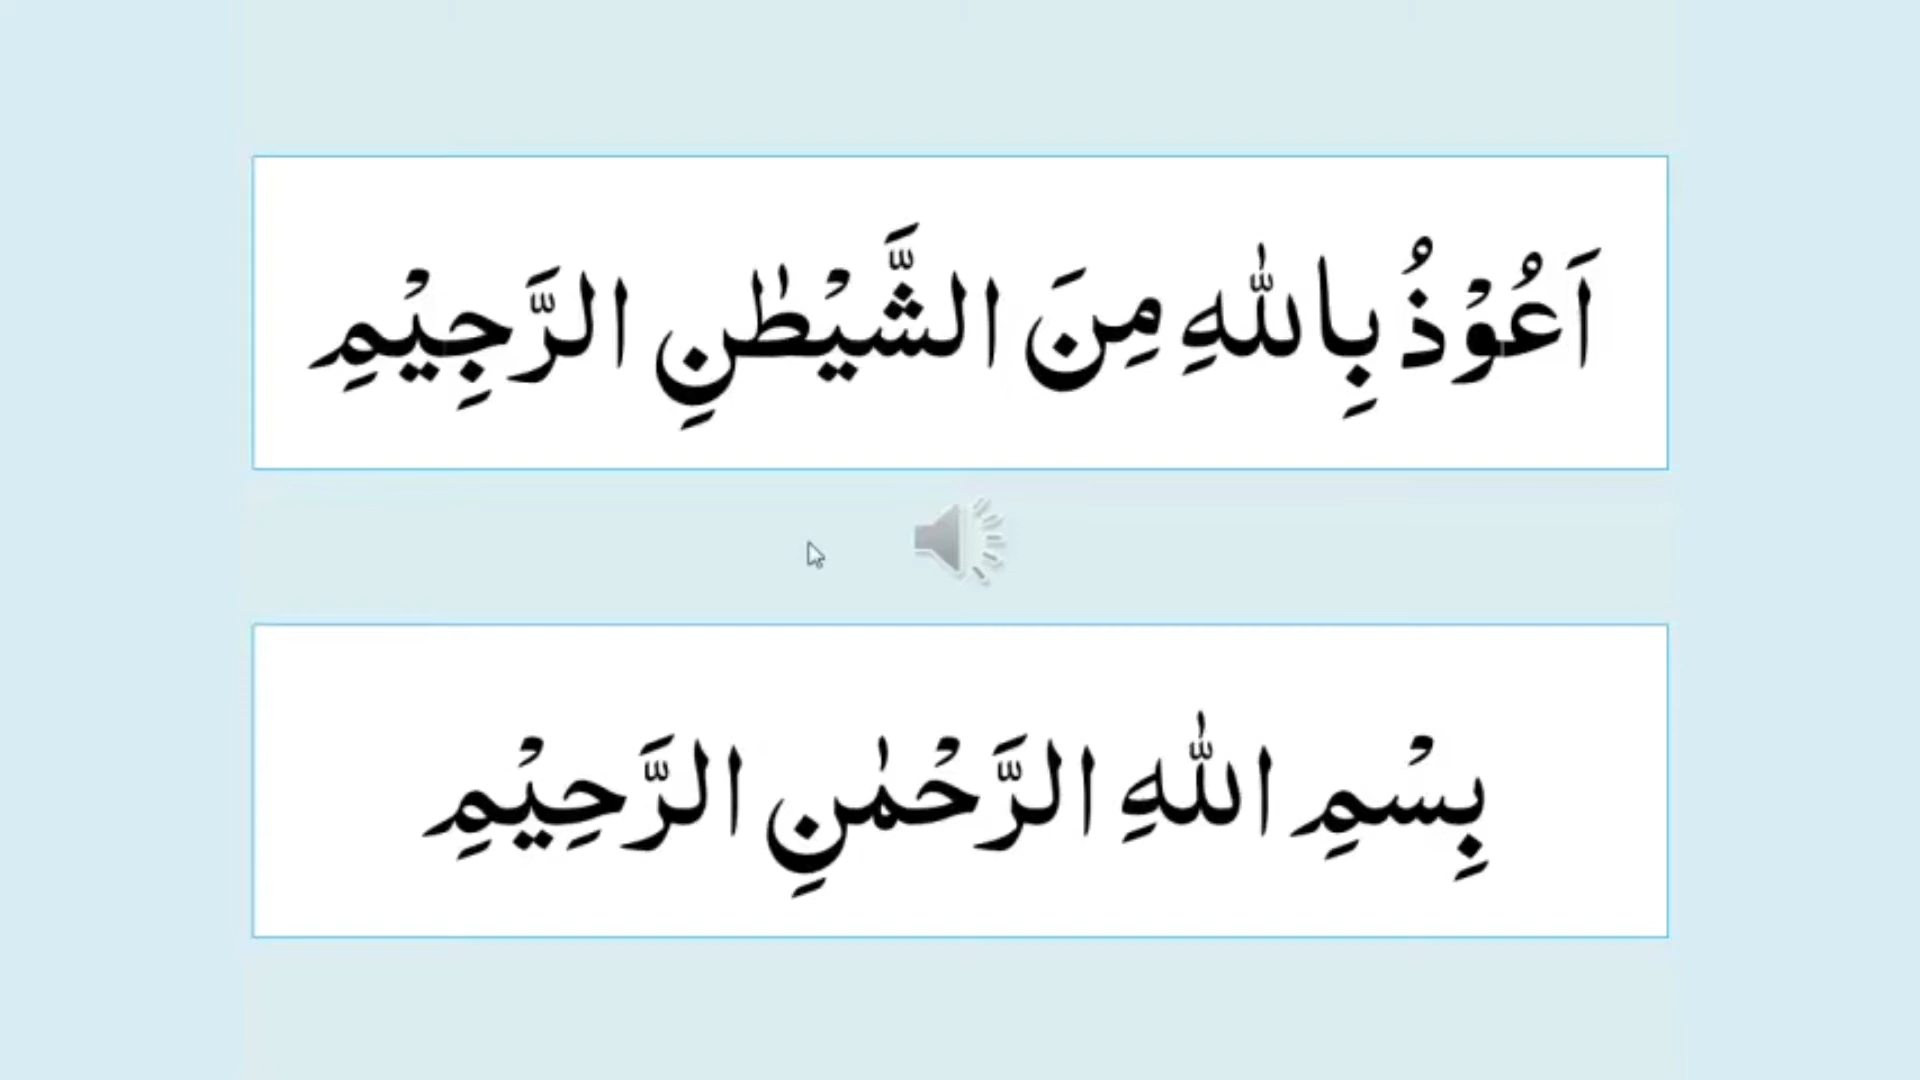 اَعُوْذُ بِاللّٰهِ مِنَ الشَّيْطٰنِ الرَّجِيْمِ
بِسْمِ اللّٰهِ الرَّحْمٰنِ الرَّحِيْمِ